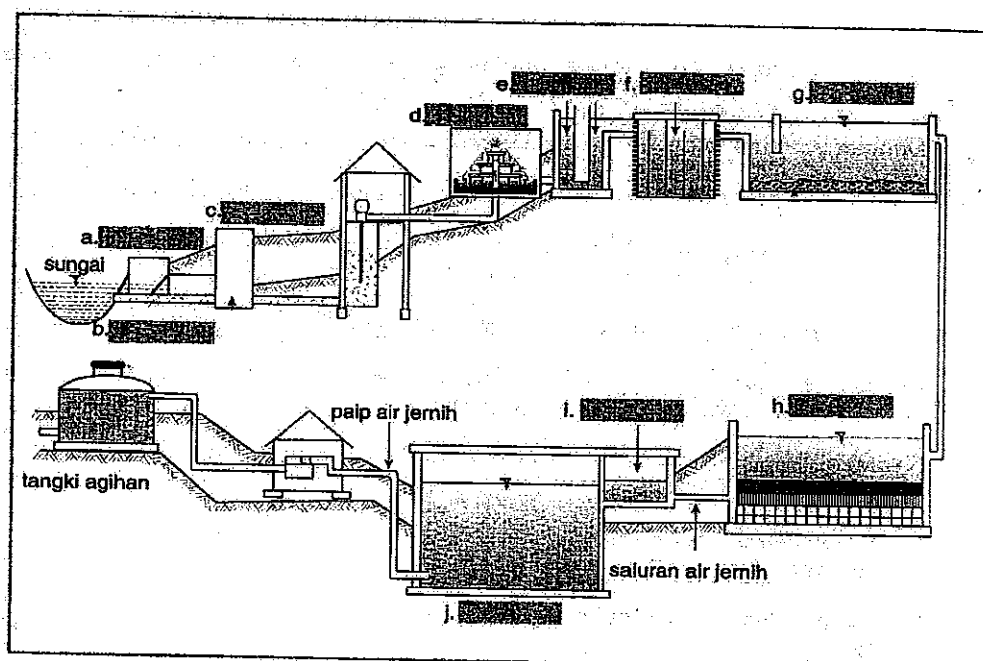 e.
f.
g.
d.
c.
a.
sungai
b.
paip air jernih
i.
h.
tangki agihan
saluran air jernih
j.